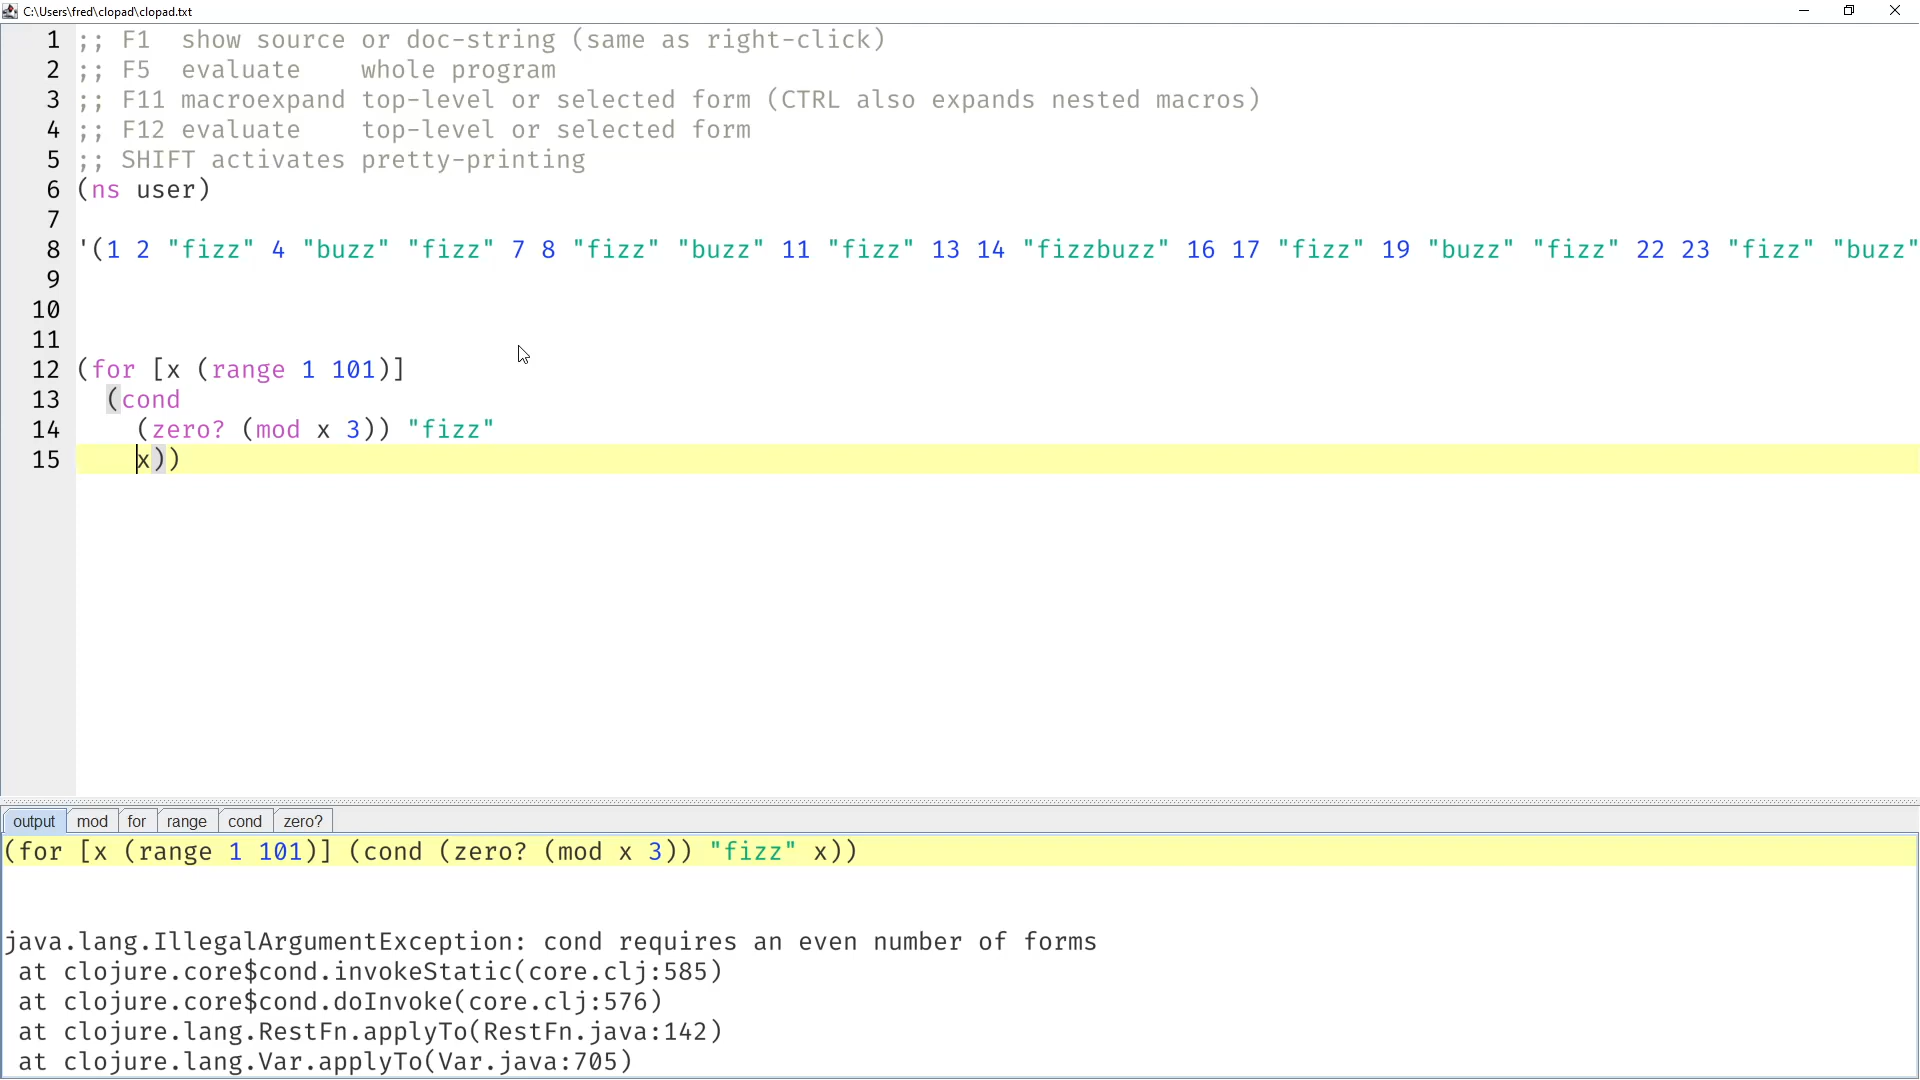 C:\Users\fred\clopad\clopad.txt
1 ;; F1  show source or doc-string (same as right-click)
2 ;; F5  evaluate    whole program
3 ;; F11 macroexpand top-level or selected form (CTRL also expands nested macros)
4 ;; F12 evaluate    top-level or selected form
5 ;; SHIFT activates pretty-printing
6 (ns user)
7
8 '(1 2 "fizz" 4 "buzz" "fizz" 7 8 "fizz" "buzz" 11 "fizz" 13 14 "fizzbuzz" 16 17 "fizz" 19 "buzz" "fizz" 22 23 "fizz" "buzz"
9
10
11
12 (for [x (range 1 101)]
13   (cond
14     (zero? (mod x 3)) "fizz"
15     x))
output mod for range cond zero?
(for [x (range 1 101)] (cond (zero? (mod x 3)) "fizz" x))
java.lang.IllegalArgumentException: cond requires an even number of forms
 at clojure.core$cond.invokeStatic(core.clj:585)
 at clojure.core$cond.doInvoke(core.clj:576)
 at clojure.lang.RestFn.applyTo(RestFn.java:142)
 at clojure.lang.Var.applyTo(Var.java:705)